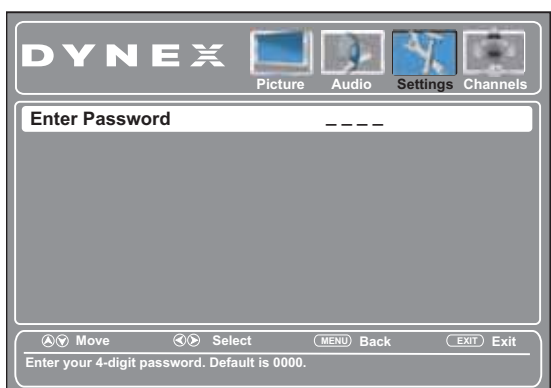 DYNEX
Picture Audio Settings Channels
Enter Password _ _ _ _
Move Select MENU Back EXIT Exit
Enter your 4-digit password. Default is 0000.